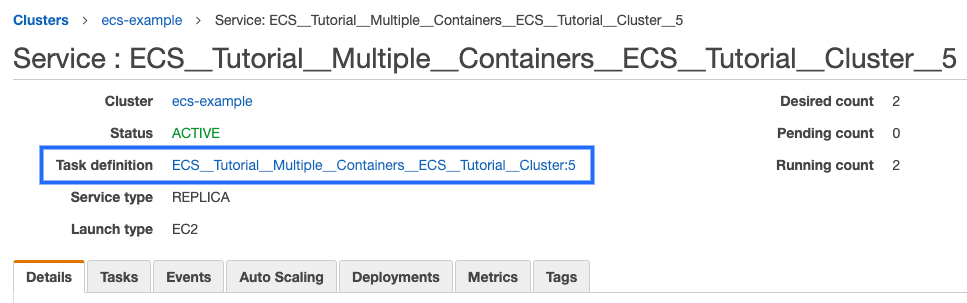 Clusters > ecs-example > Service: ECS__Tutorial__Multiple__Containers__ECS__Tutorial__Cluster__5
Service : ECS__Tutorial__Multiple__Containers__ECS__Tutorial__Cluster__5
Cluster ecs-example Desired count 2
Status ACTIVE Pending count 0
Task definition ECS__Tutorial__Multiple__Containers__ECS__Tutorial__Cluster:5 Running count 2
Service type REPLICA
Launch type EC2
Details Tasks Events Auto Scaling Deployments Metrics Tags